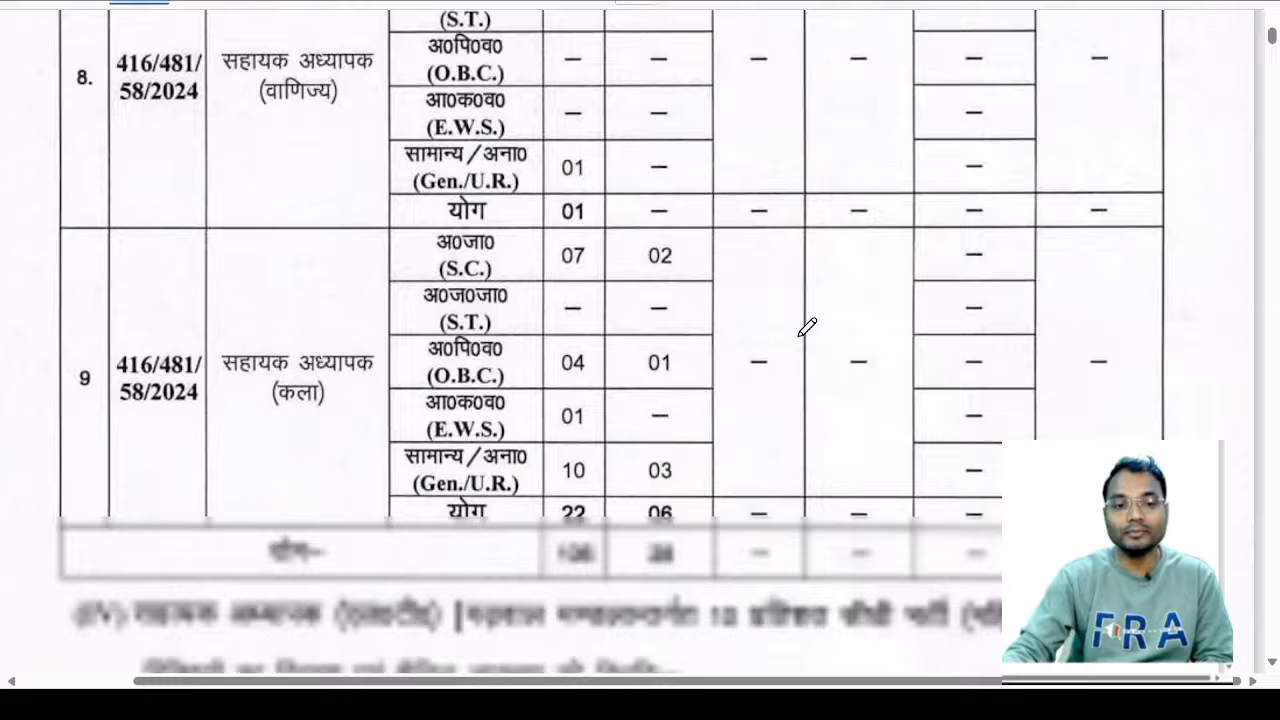 (S.T.)
8.
416/481/
58/2024
सहायक अध्यापक
(वाणिज्य)
अ0पि0व0
(O.B.C.)
– – – – – –
आ0क0व0
(E.W.S.)
– – –
सामान्य/अना0
(Gen./U.R.)
01 – –
योग 01 – – – – –
9
416/481/
58/2024
सहायक अध्यापक
(कला)
अ0जा0
(S.C.)
07 02 –
अ0ज0जा0
(S.T.)
– – –
अ0पि0व0
(O.B.C.)
04 01 – – – –
आ0क0व0
(E.W.S.)
01 – –
सामान्य/अना0
(Gen./U.R.)
10 03 –
योग 22 06 – – –
योग–
FRA